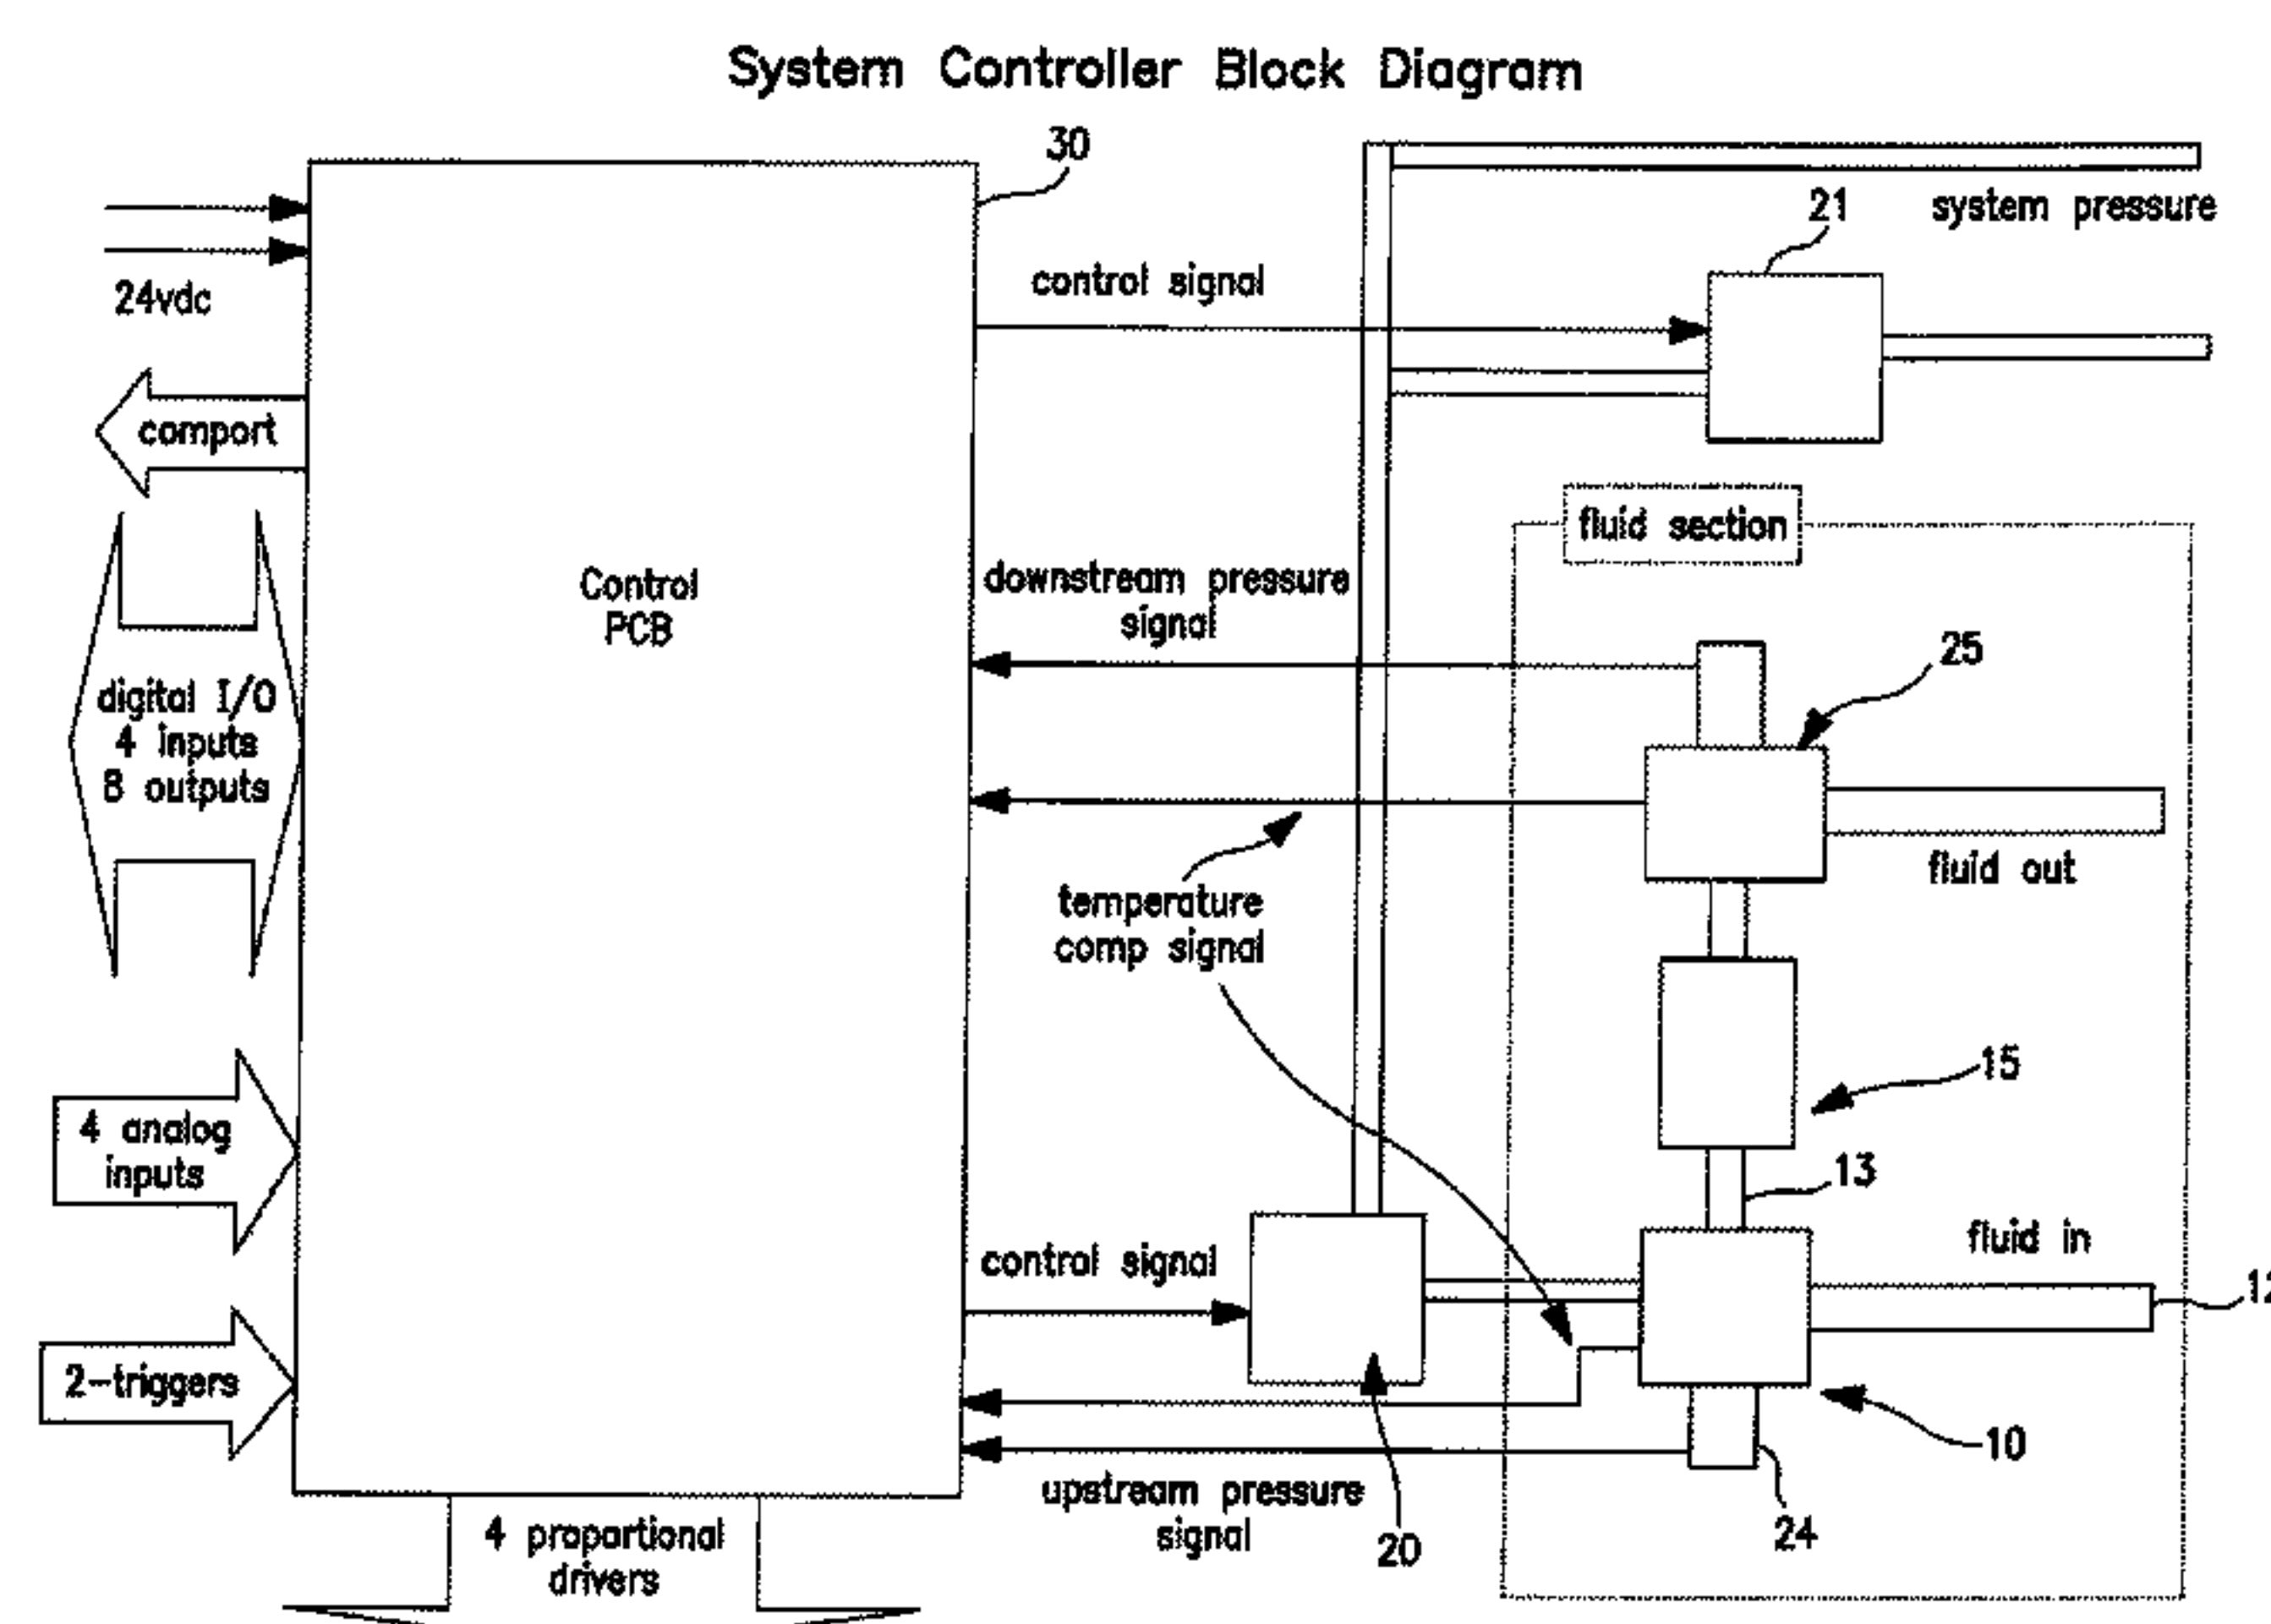 System Controller Block Diagram
30
system pressure
21
control signal
24vdc
comport
fluid section
Control
PCB
downstream pressure
signal
25
digital I/O
4 inputs
8 outputs
fluid out
temperature
comp signal
15
4 analog
inputs
13
fluid in
12
control signal
2-triggers
10
upstream pressure
signal
20
24
4 proportional
drivers